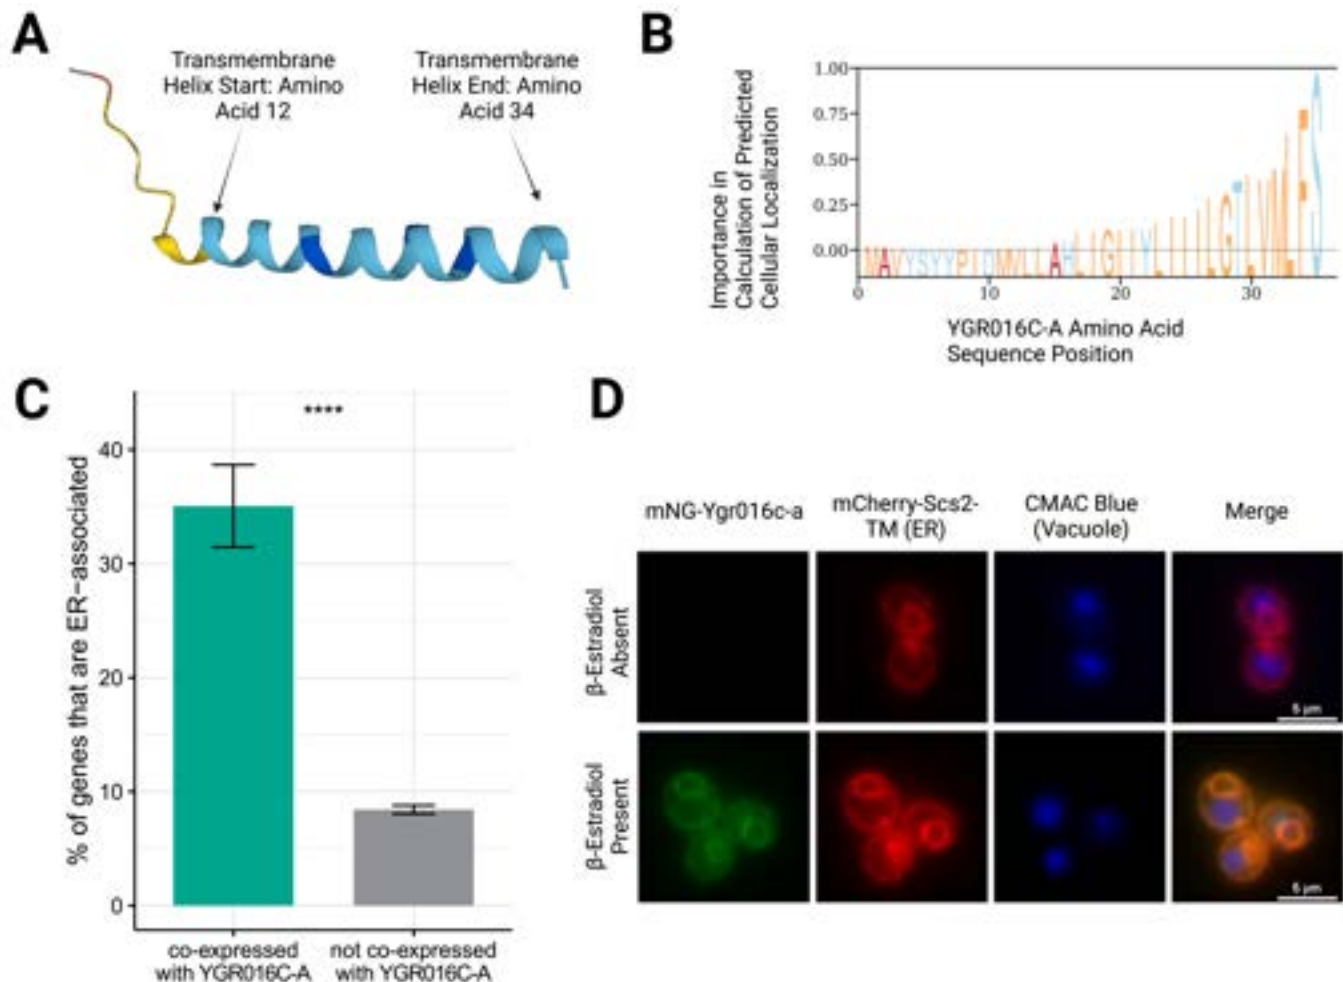 A
Transmembrane
Helix Start: Amino
Acid 12
Transmembrane
Helix End: Amino
Acid 34
B
Importance in
Calculation of Predicted
Cellular Localization
1.00
0.75
0.50
0.25
0.00
0
10
20
30
YGR016C-A Amino Acid
Sequence Position
C
% of genes that are ER-associated
****
40
30
20
10
0
co-expressed
with YGR016C-A
not co-expressed
with YGR016C-A
D
mNG-Ygr016c-a
mCherry-Scs2-
TM (ER)
CMAC Blue
(Vacuole)
Merge
β-Estradiol
Absent
5 μm
β-Estradiol
Present
5 μm